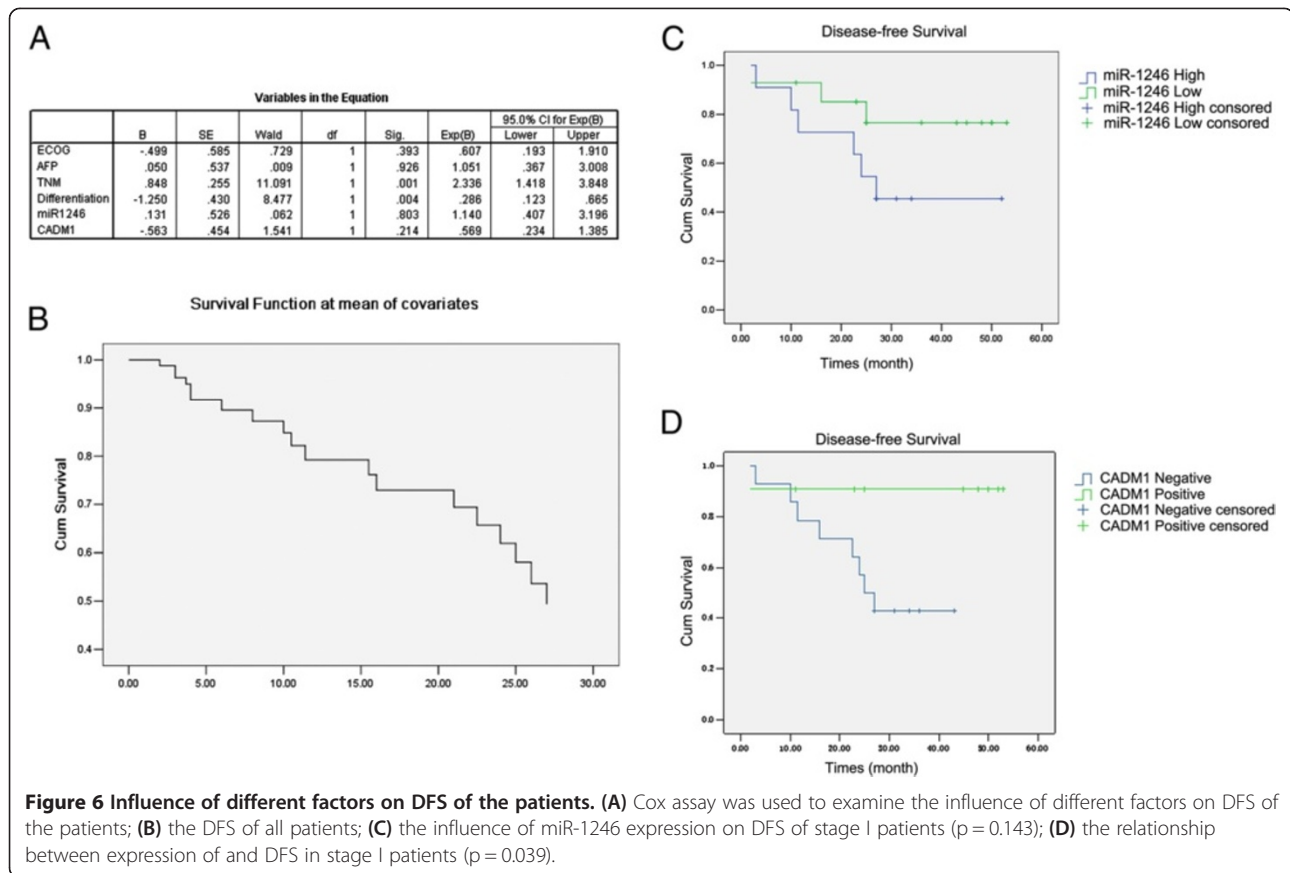 A
Variables in the Equation
95.0% CI for Exp(B)
B SE Wald df Sig. Exp(B) Lower Upper
ECOG -.499 .585 .729 1 .393 .607 .193 1.910
AFP .050 .537 .009 1 .926 1.051 .367 3.008
TNM .848 .255 11.091 1 .001 2.336 1.418 3.848
Differentiation -1.250 .430 8.477 1 .004 .286 .123 .665
miR1246 .131 .526 .062 1 .803 1.140 .407 3.196
CADM1 -.563 .454 1.541 1 .214 .569 .234 1.385
B
Survival Function at mean of covariates
Cum Survival
1.0
0.9
0.8
0.7
0.6
0.5
0.4
0.00 5.00 10.00 15.00 20.00 25.00 30.00
C
Disease-free Survival
Cum Survival
1.0
0.8
0.6
0.4
0.2
0.0
0.00 10.00 20.00 30.00 40.00 50.00 60.00
Times (month)
miR-1246 High
miR-1246 Low
miR-1246 High consored
miR-1246 Low consored
D
Disease-free Survival
Cum Survival
1.0
0.8
0.6
0.4
0.2
0.0
0.00 10.00 20.00 30.00 40.00 50.00 60.00
Times (month)
CADM1 Negative
CADM1 Positive
CADM1 Negative censored
CADM1 Positive censored
Figure 6 Influence of different factors on DFS of the patients. (A) Cox assay was used to examine the influence of different factors on DFS of
the patients; (B) the DFS of all patients; (C) the influence of miR-1246 expression on DFS of stage I patients (p = 0.143); (D) the relationship
between expression of and DFS in stage I patients (p = 0.039).